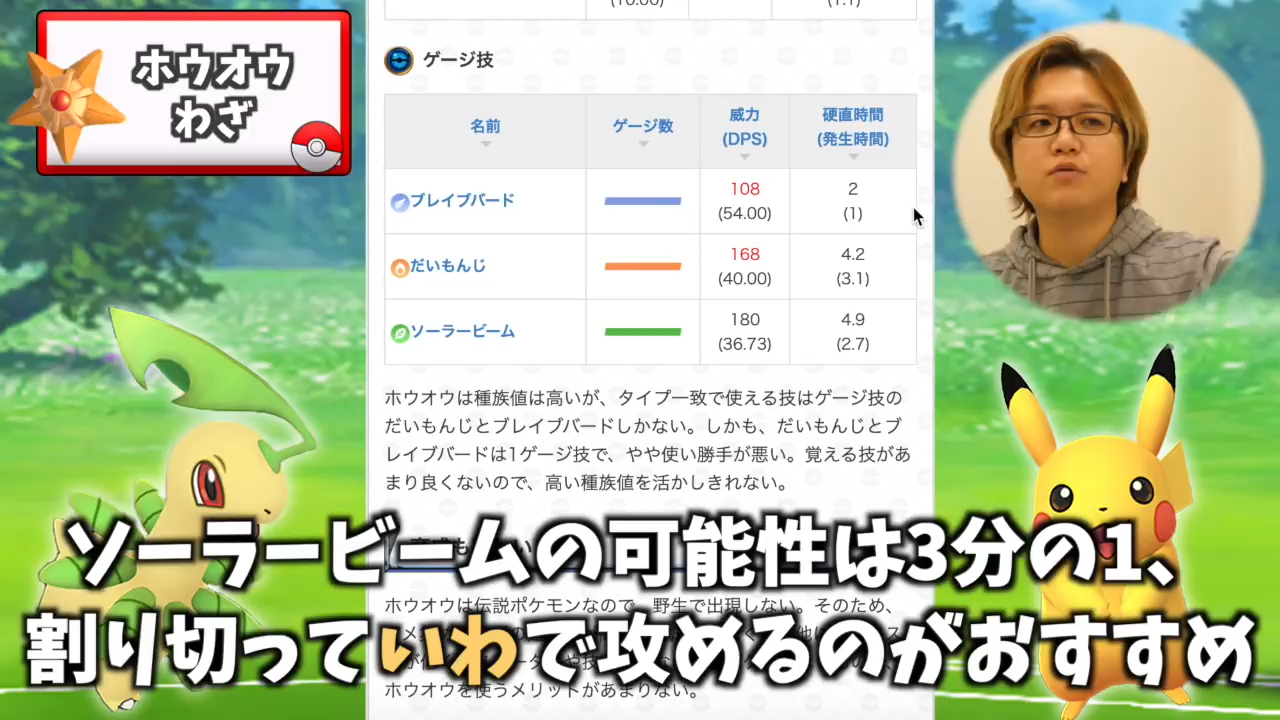 ホウオウ
わざ
ゲージ技
名前
ゲージ数
威力
(DPS)
硬直時間
(発生時間)
ブレイブバード
108
(54.00)
2
(1)
だいもんじ
168
(40.00)
4.2
(3.1)
ソーラービーム
180
(36.73)
4.9
(2.7)
ホウオウは種族値は高いが、タイプ一致で使える技はゲージ技の
だいもんじとブレイブバードしかない。しかも、だいもんじとブ
レイブバードは1ゲージ技で、やや使い勝手が悪い。覚える技があ
まり良くないので、高い種族値を活かしきれない。
ソーラービームの可能性は3分の1、
ホウオウは伝説ポケモンなので、野生で出現しない。そのため、
割り切っていわで攻めるのがおすすめ
ホウオウを使うメリットがあまりない。